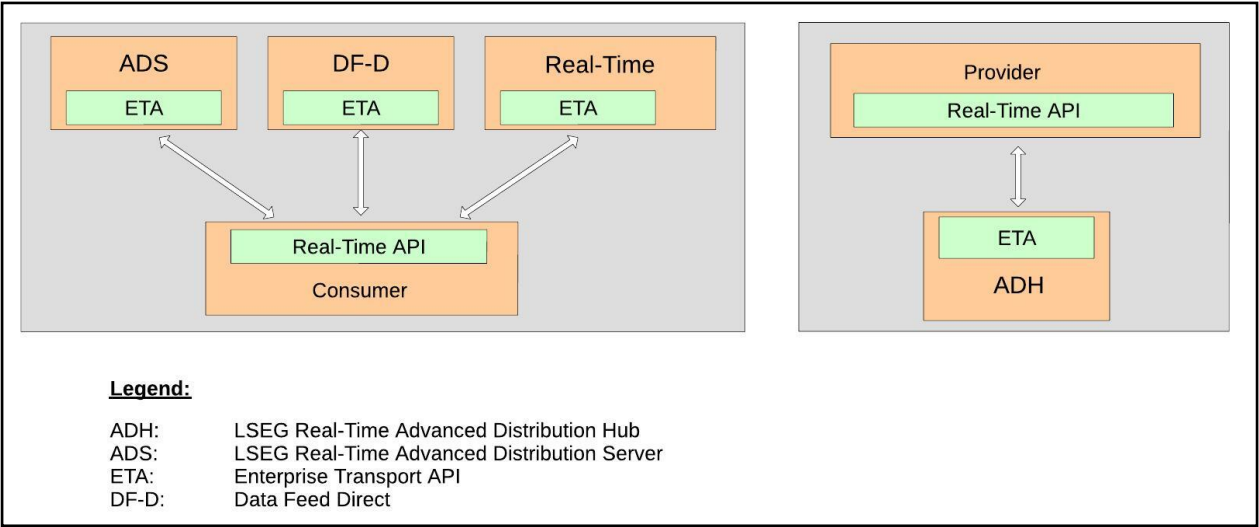 ADS
ETA
DF-D
ETA
Real-Time
ETA
Real-Time API
Consumer
Provider
Real-Time API
ETA
ADH
Legend:
ADH: LSEG Real-Time Advanced Distribution Hub
ADS: LSEG Real-Time Advanced Distribution Server
ETA: Enterprise Transport API
DF-D: Data Feed Direct